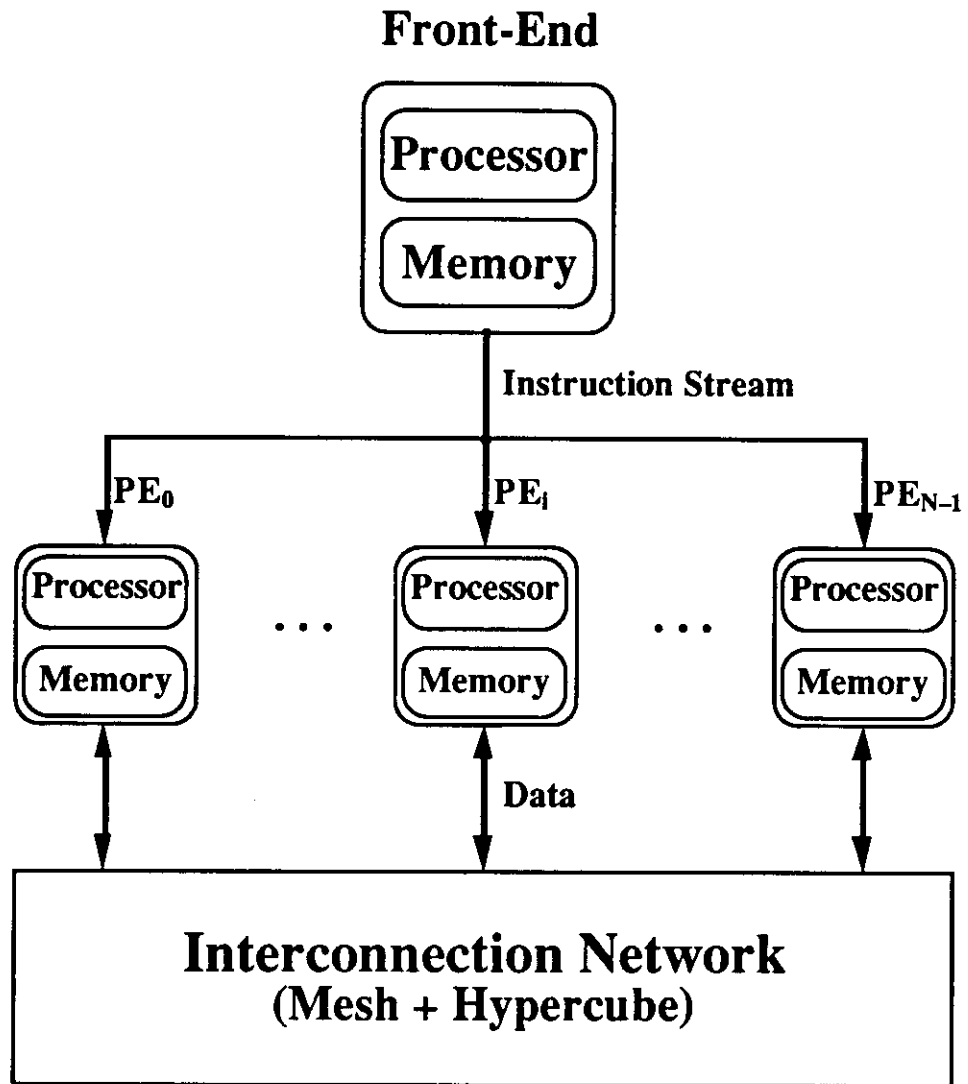 Front-End
Processor
Memory
Instruction Stream
PE₀ PEᵢ PE_N–1
Processor Processor Processor
... ...
Memory Memory Memory
Data
Interconnection Network
(Mesh + Hypercube)